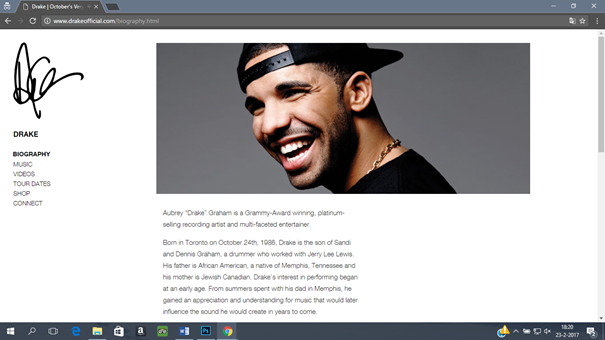 Drake | October's Ver
www.drakeofficial.com/biography.html
DRAKE
BIOGRAPHY
MUSIC
VIDEOS
TOUR DATES
SHOP
CONNECT
Aubrey “Drake” Graham is a Grammy-Award winning, platinum-
selling recording artist and multi-faceted entertainer.
Born in Toronto on October 24th, 1986, Drake is the son of Sandi
and Dennis Graham, a drummer who worked with Jerry Lee Lewis.
His father is African American, a native of Memphis, Tennessee and
his mother is Jewish Canadian. Drake's interest in performing began
at an early age. From summers spent with his dad in Memphis, he
gained an appreciation and understanding for music that would later
influence the sound he would create in years to come.
18:20
23-2-2017